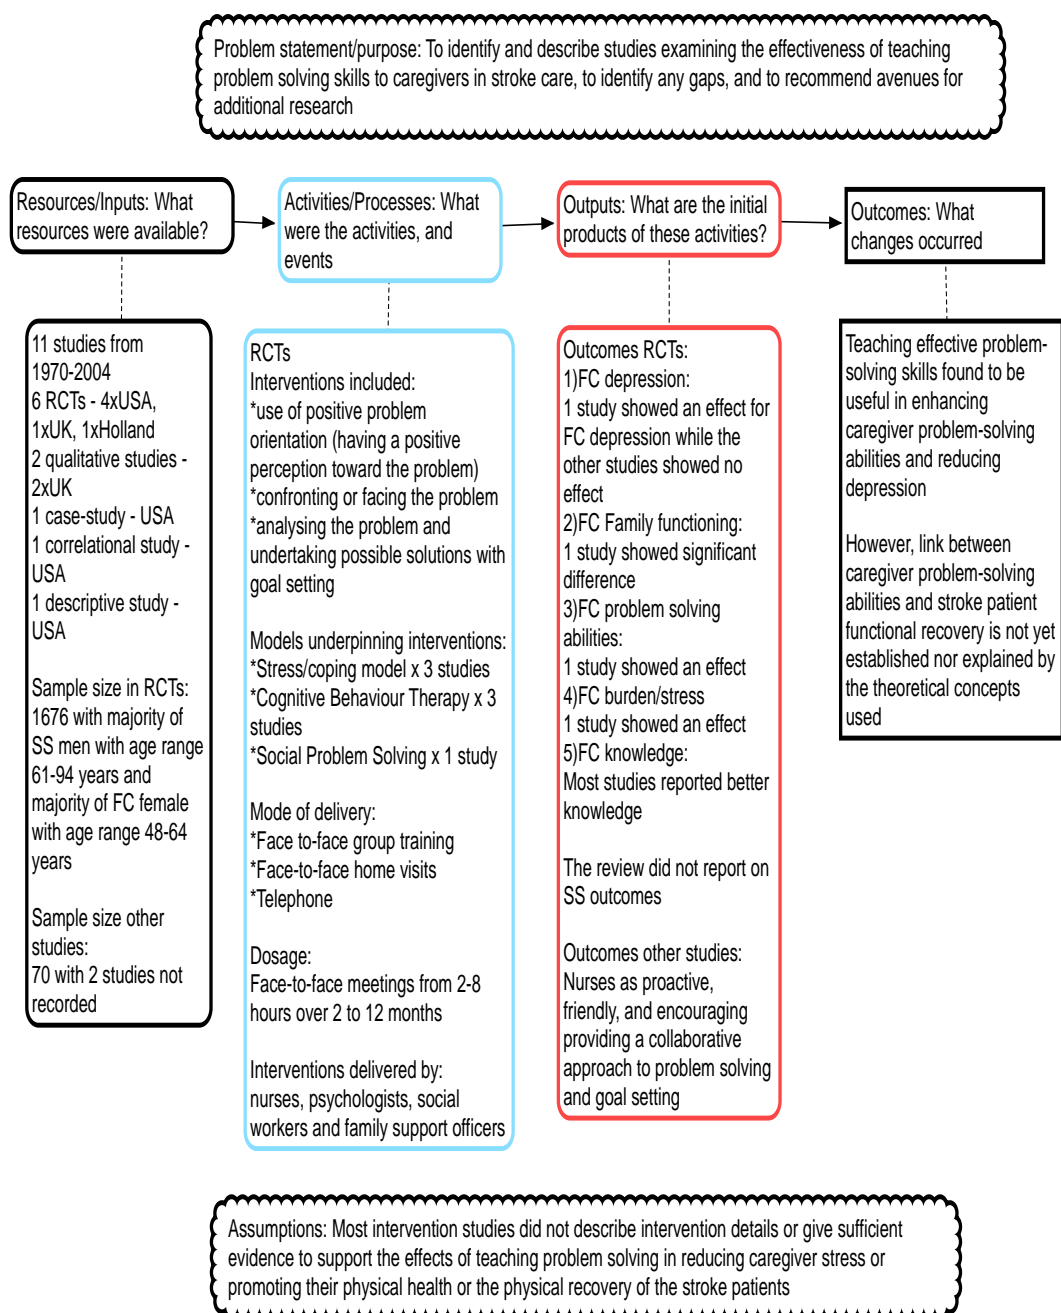 Problem statement/purpose: To identify and describe studies examining the effectiveness of teaching
problem solving skills to caregivers in stroke care, to identify any gaps, and to recommend avenues for
additional research
Resources/Inputs: What
resources were available?
Activities/Processes: What
were the activities, and
events
Outputs: What are the initial
products of these activities?
Outcomes: What
changes occurred
11 studies from
1970-2004
6 RCTs - 4xUSA,
1xUK, 1xHolland
2 qualitative studies -
2xUK
1 case-study - USA
1 correlational study -
USA
1 descriptive study -
USA
Sample size in RCTs:
1676 with majority of
SS men with age range
61-94 years and
majority of FC female
with age range 48-64
years
Sample size other
studies:
70 with 2 studies not
recorded
RCTs
Interventions included:
*use of positive problem
orientation (having a positive
perception toward the problem)
*confronting or facing the problem
*analysing the problem and
undertaking possible solutions with
goal setting
Models underpinning interventions:
*Stress/coping model x 3 studies
*Cognitive Behaviour Therapy x 3
studies
*Social Problem Solving x 1 study
Mode of delivery:
*Face to-face group training
*Face-to-face home visits
*Telephone
Dosage:
Face-to-face meetings from 2-8
hours over 2 to 12 months
Interventions delivered by:
nurses, psychologists, social
workers and family support officers
Outcomes RCTs:
1)FC depression:
1 study showed an effect for
FC depression while the
other studies showed no
effect
2)FC Family functioning:
1 study showed significant
difference
3)FC problem solving
abilities:
1 study showed an effect
4)FC burden/stress
1 study showed an effect
5)FC knowledge:
Most studies reported better
knowledge
The review did not report on
SS outcomes
Outcomes other studies:
Nurses as proactive,
friendly, and encouraging
providing a collaborative
approach to problem solving
and goal setting
Teaching effective problem-
solving skills found to be
useful in enhancing
caregiver problem-solving
abilities and reducing
depression
However, link between
caregiver problem-solving
abilities and stroke patient
functional recovery is not yet
established nor explained by
the theoretical concepts
used
Assumptions: Most intervention studies did not describe intervention details or give sufficient
evidence to support the effects of teaching problem solving in reducing caregiver stress or
promoting their physical health or the physical recovery of the stroke patients